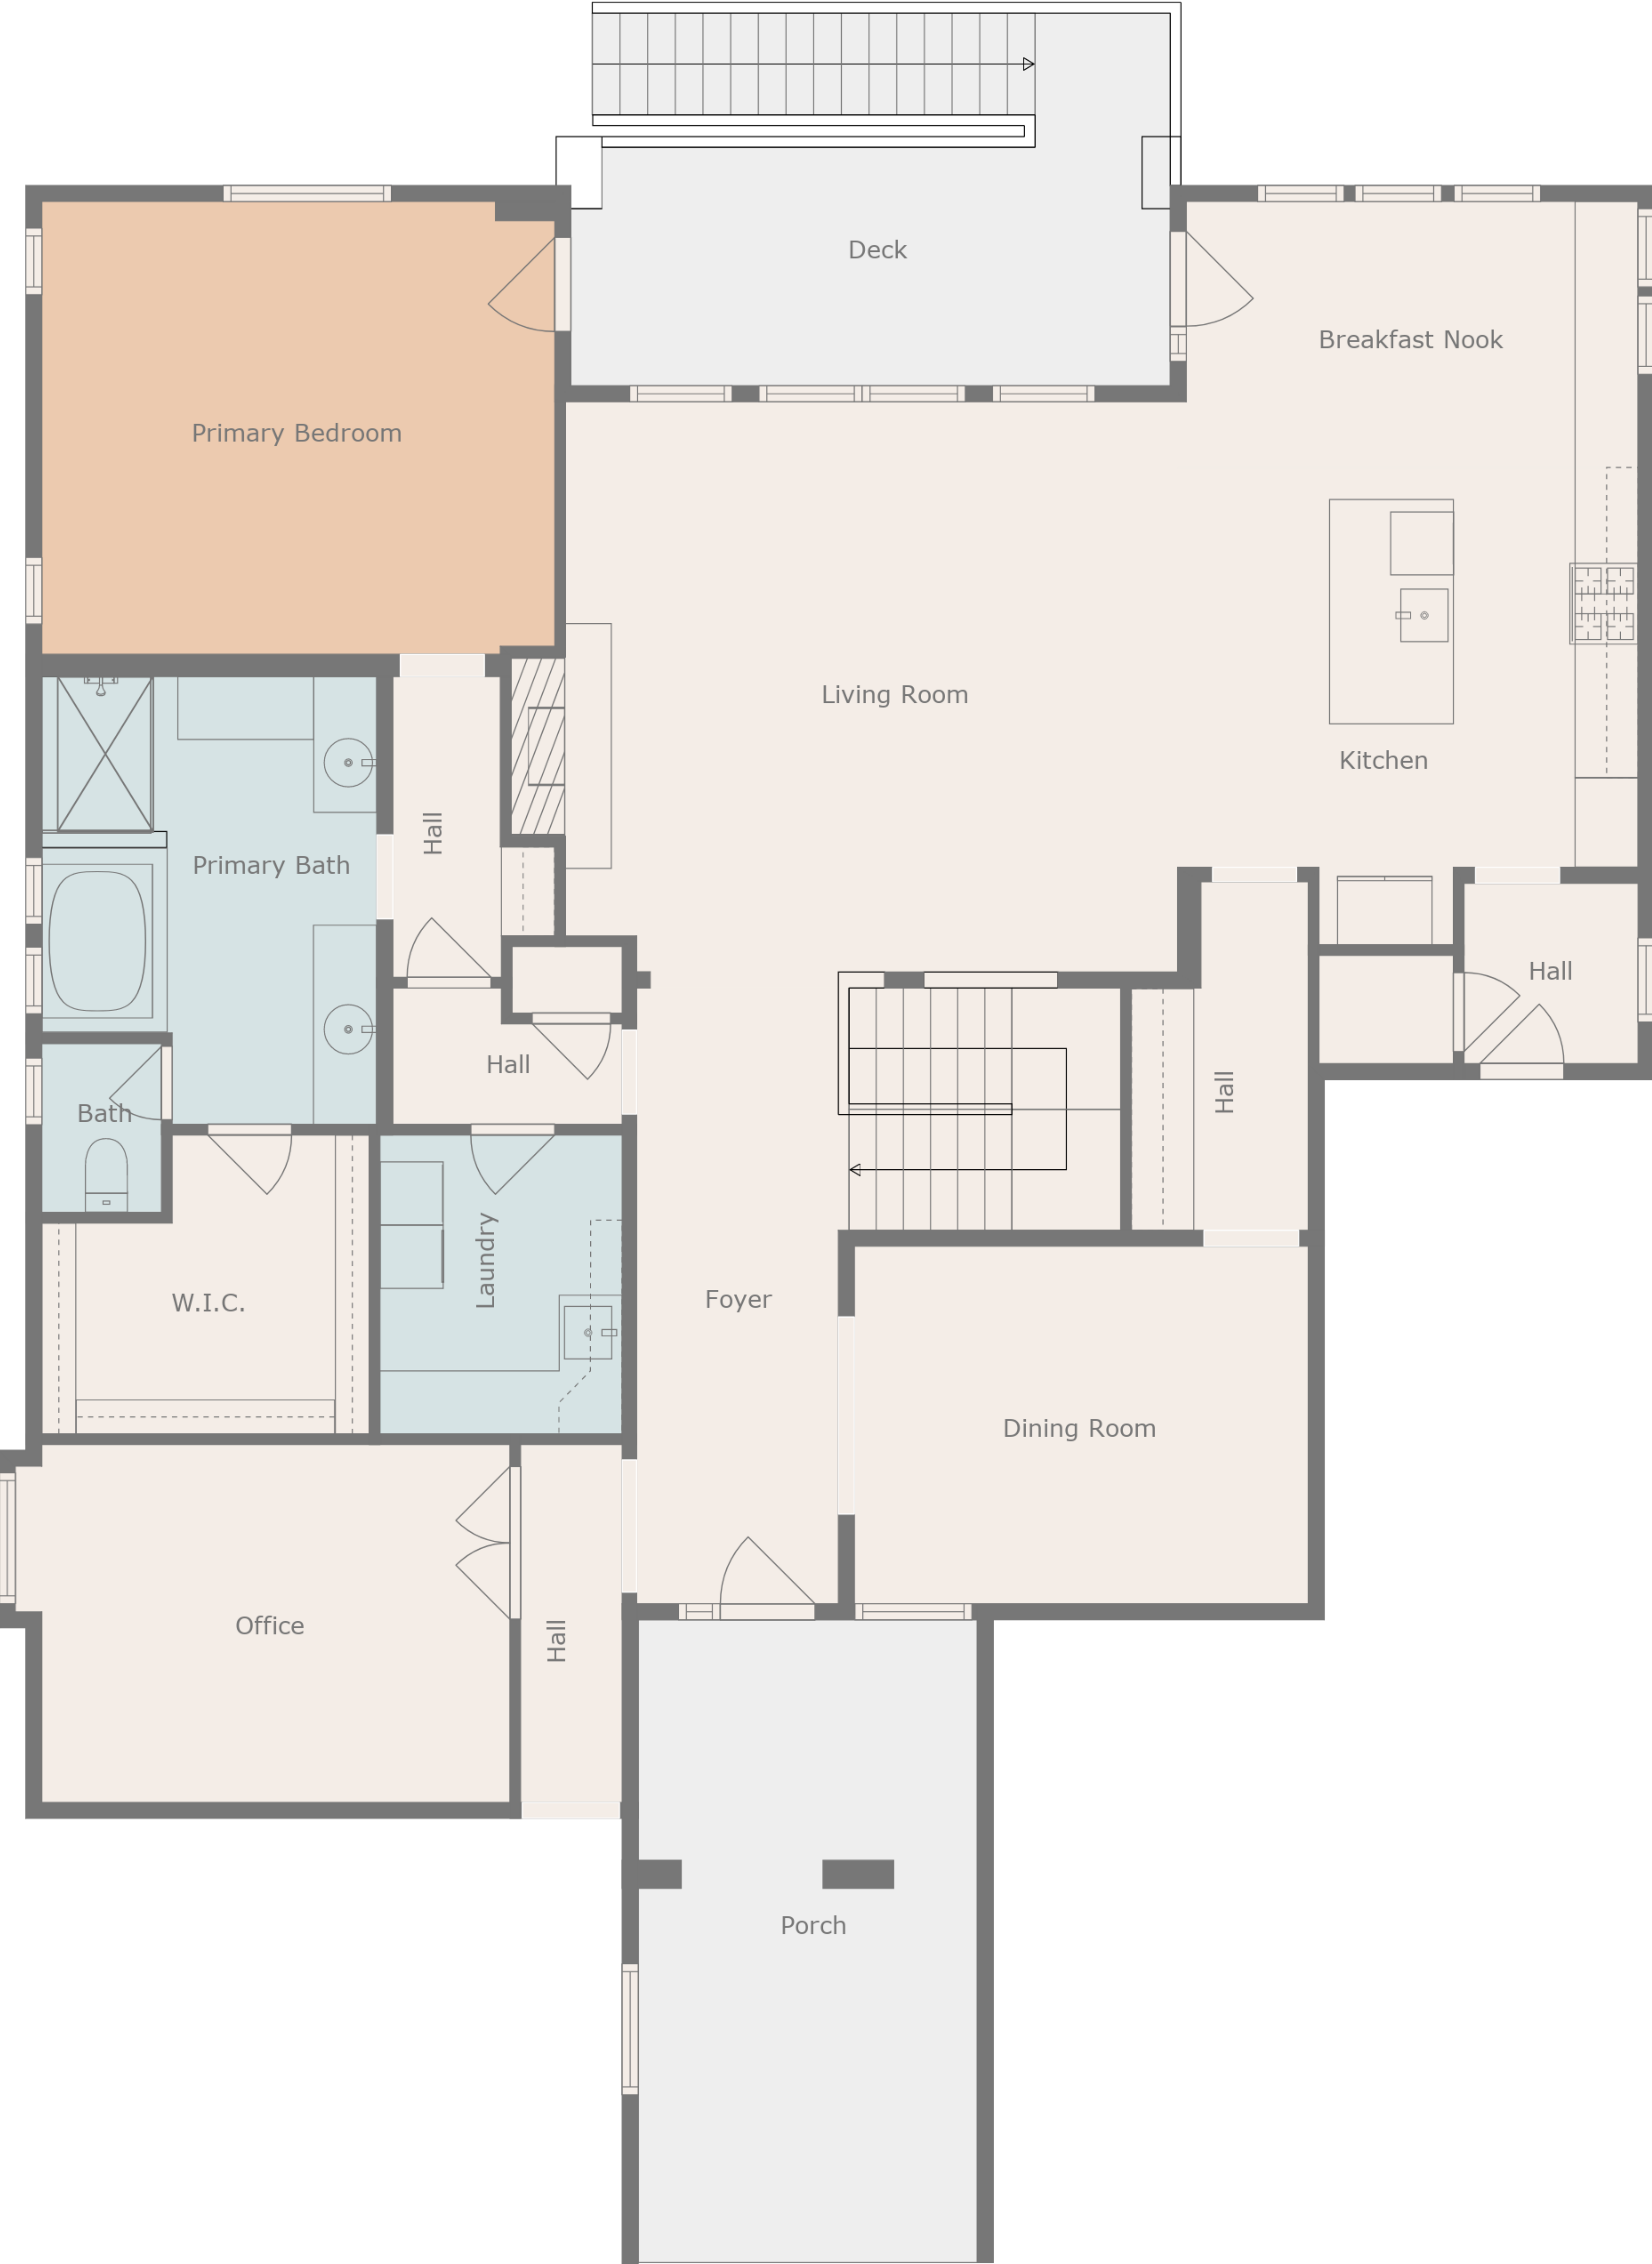 Deck
Breakfast Nook
Primary Bedroom
Living Room
Kitchen
Hall
Primary Bath
Hall
Hall
Hall
Bath
Laundry
Foyer
W.I.C.
Dining Room
Office
Hall
Porch